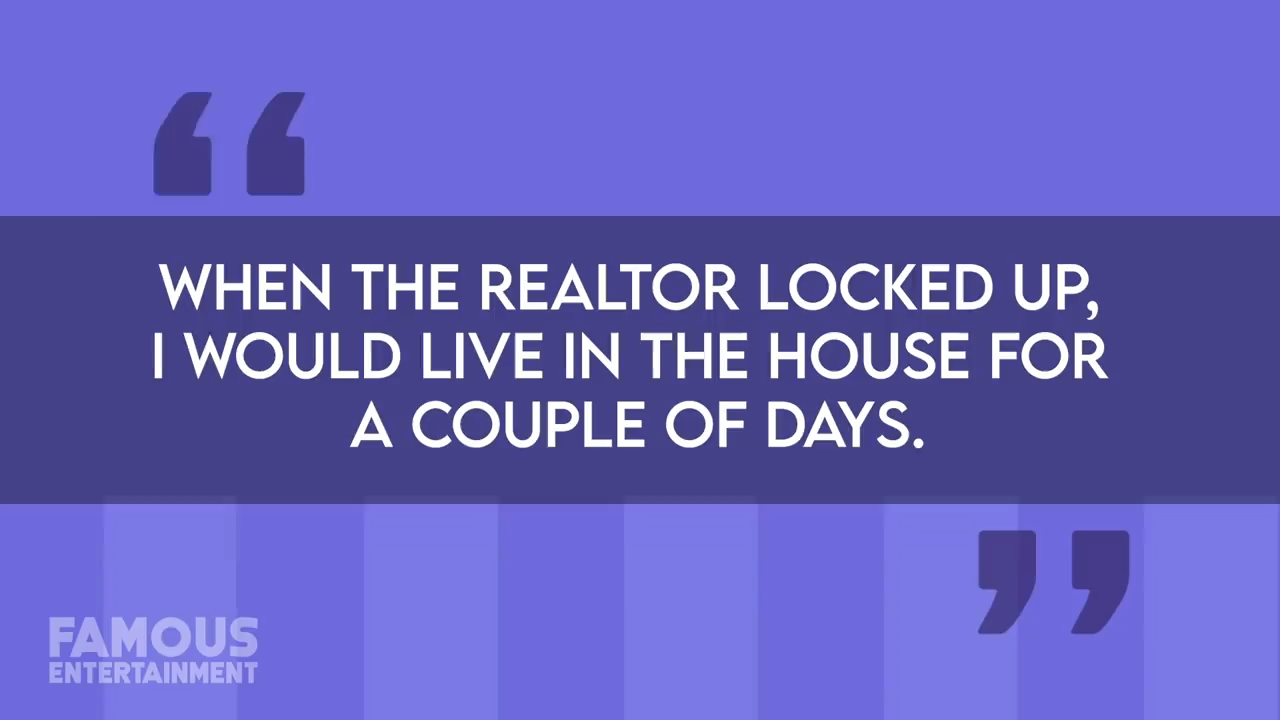 “
WHEN THE REALTOR LOCKED UP,
I WOULD LIVE IN THE HOUSE FOR
A COUPLE OF DAYS.
”
FAMOUS
ENTERTAINMENT